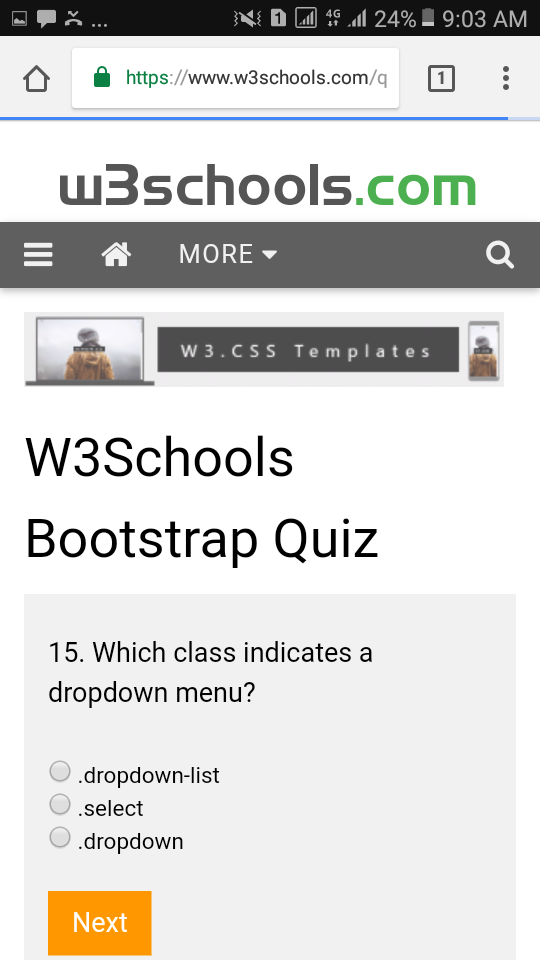 ... 1 4G 24% 9:03 AM
https://www.w3schools.com/q 1
w3schools.com
MORE
W3.CSS Templates
W3Schools
Bootstrap Quiz
15. Which class indicates a
dropdown menu?
.dropdown-list
.select
.dropdown
Next